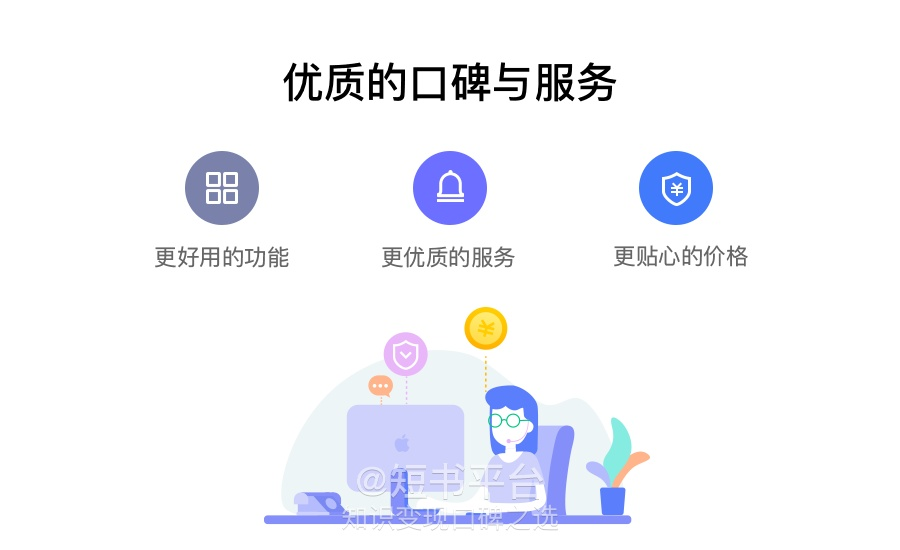 优质的口碑与服务
更好用的功能
更优质的服务
更贴心的价格
@短书平台
知识变现口碑之选